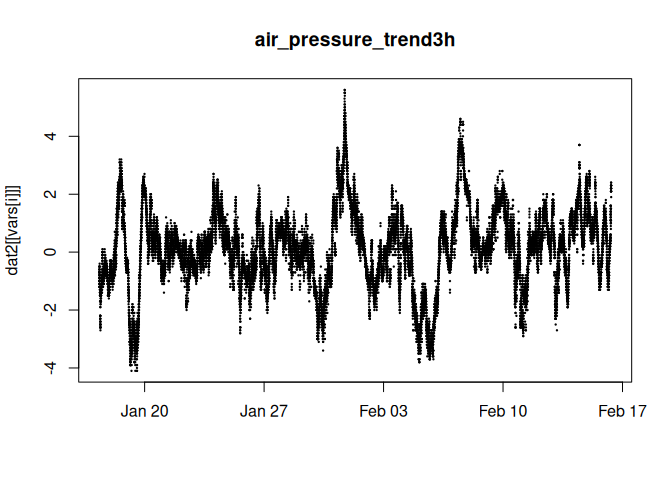 air_pressure_trend3h
dat2[[vars[i]]]
4
2
0
-2
-4
Jan 20
Jan 27
Feb 03
Feb 10
Feb 17